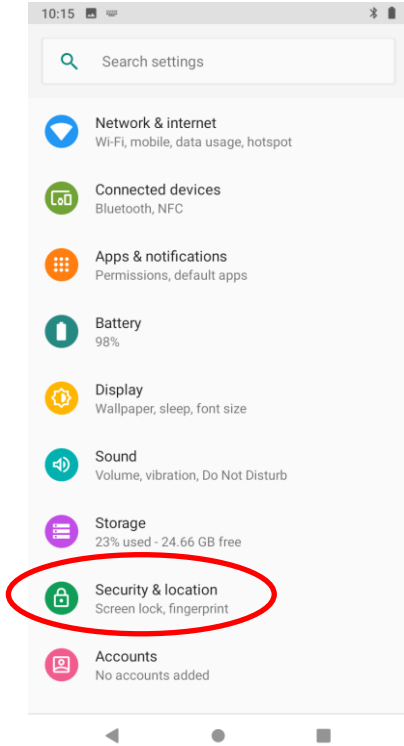 10:15
Search settings
Network & internet
Wi-Fi, mobile, data usage, hotspot
Connected devices
Bluetooth, NFC
Apps & notifications
Permissions, default apps
Battery
98%
Display
Wallpaper, sleep, font size
Sound
Volume, vibration, Do Not Disturb
Storage
23% used - 24.66 GB free
Security & location
Screen lock, fingerprint
Accounts
No accounts added